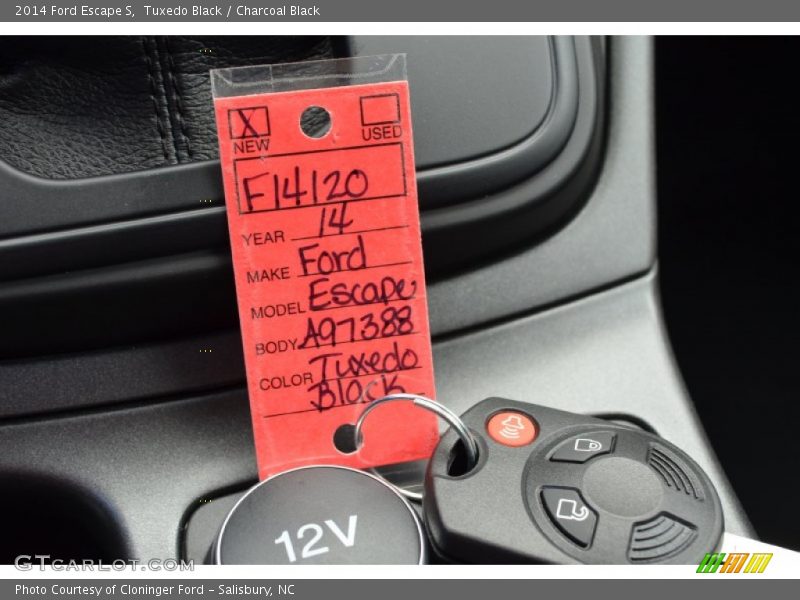 2014 Ford Escape S,  Tuxedo Black / Charcoal Black
X
NEW
USED
F14120
YEAR 14
MAKE Ford
MODEL Escape
BODY A97388
COLOR Tuxedo
Black
12V
GTCARLOT.COM
Photo Courtesy of Cloninger Ford - Salisbury, NC